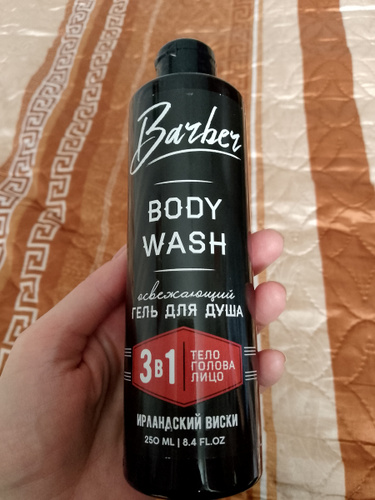 Barber
BODY
WASH
освежающий
ГЕЛЬ ДЛЯ ДУША
3в1
ТЕЛО
ГОЛОВА
ЛИЦО
ИРЛАНДСКИЙ ВИСКИ
250 ML | 8.4 FL.OZ